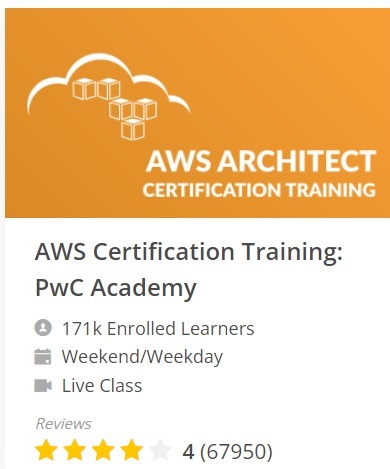 AWS ARCHITECT
CERTIFICATION TRAINING
AWS Certification Training:
PwC Academy
171k Enrolled Learners
Weekend/Weekday
Live Class
Reviews
4 (67950)